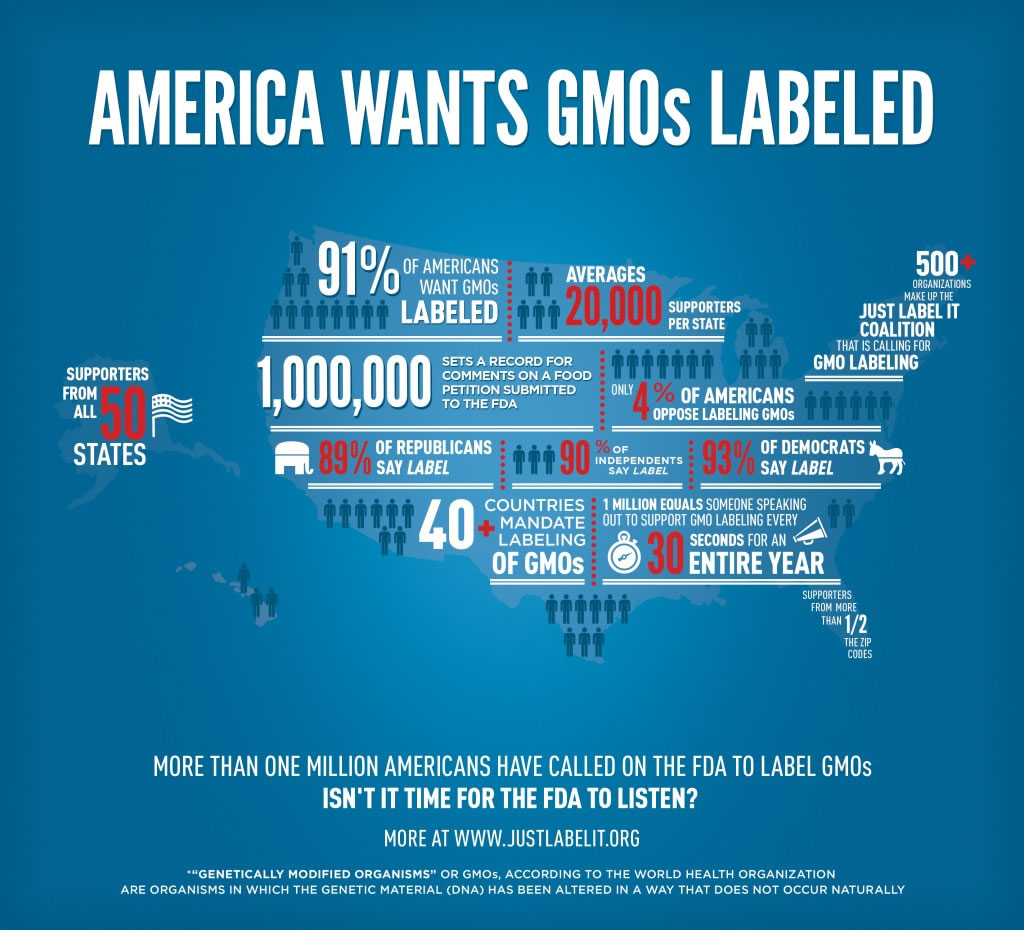 AMERICA WANTS GMOs LABELED
91% OF AMERICANS
WANT GMOs
LABELED
AVERAGES
20,000 SUPPORTERS
PER STATE
500+
ORGANIZATIONS
MAKE UP THE
JUST LABEL IT
COALITION
THAT IS CALLING FOR
GMO LABELING
SUPPORTERS
FROM
ALL 50
STATES
1,000,000 SETS A RECORD FOR
COMMENTS ON A FOOD
PETITION SUBMITTED
TO THE FDA
ONLY 4% OF AMERICANS
OPPOSE LABELING GMOs
89% OF REPUBLICANS
SAY LABEL
90% OF
INDEPENDENTS
SAY LABEL
93% OF DEMOCRATS
SAY LABEL
40+ COUNTRIES
MANDATE
LABELING
OF GMOs
1 MILLION EQUALS SOMEONE SPEAKING
OUT TO SUPPORT GMO LABELING EVERY
30 SECONDS FOR AN
ENTIRE YEAR
SUPPORTERS
FROM MORE
THAN 1/2
THE ZIP
CODES
MORE THAN ONE MILLION AMERICANS HAVE CALLED ON THE FDA TO LABEL GMOs
ISN'T IT TIME FOR THE FDA TO LISTEN?
MORE AT WWW.JUSTLABELIT.ORG
*“GENETICALLY MODIFIED ORGANISMS” OR GMOs, ACCORDING TO THE WORLD HEALTH ORGANIZATION
ARE ORGANISMS IN WHICH THE GENETIC MATERIAL (DNA) HAS BEEN ALTERED IN A WAY THAT DOES NOT OCCUR NATURALLY